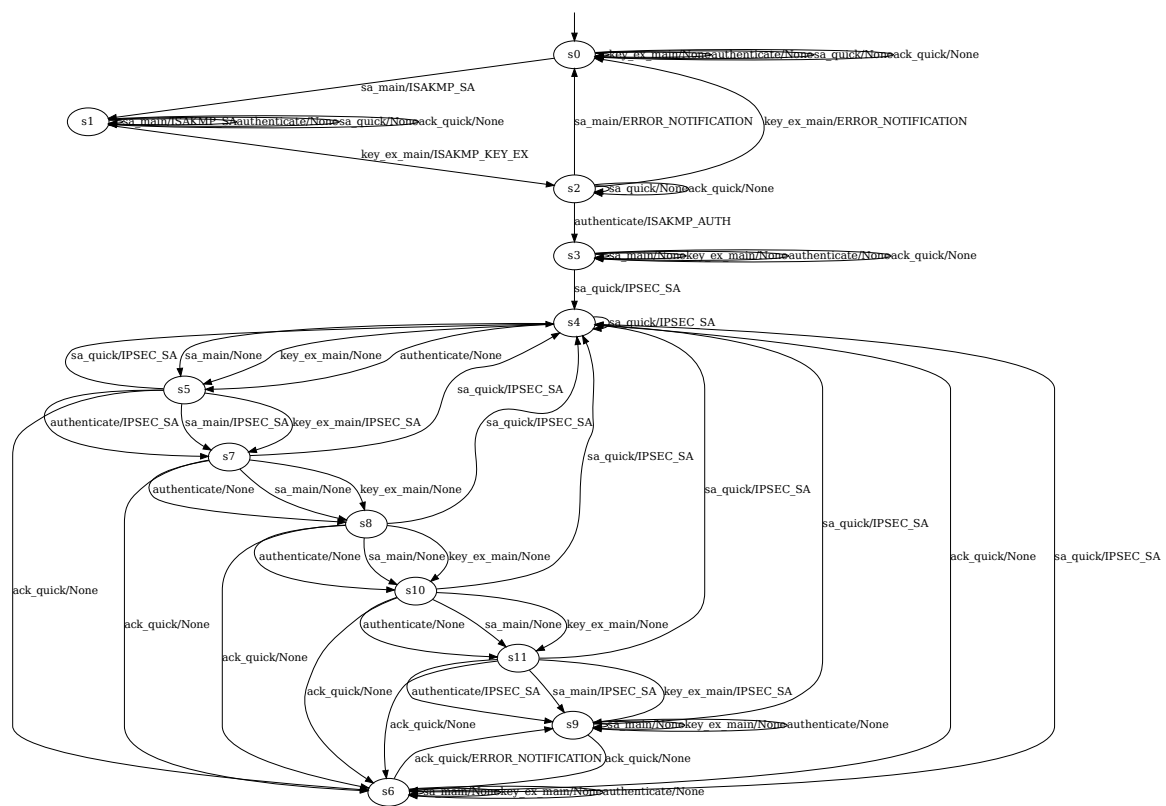 s0
key_ex_main/None
authenticate/None
sa_quick/None
ack_quick/None
sa_main/ISAKMP_SA
s1
sa_main/ISAKMP_SA
authenticate/None
sa_quick/None
ack_quick/None
sa_main/ERROR_NOTIFICATION
key_ex_main/ERROR_NOTIFICATION
key_ex_main/ISAKMP_KEY_EX
s2
sa_quick/None
ack_quick/None
authenticate/ISAKMP_AUTH
s3
sa_main/None
key_ex_main/None
authenticate/None
ack_quick/None
sa_quick/IPSEC_SA
s4
sa_quick/IPSEC_SA
sa_quick/IPSEC_SA
sa_main/None
key_ex_main/None
authenticate/None
s5
sa_quick/IPSEC_SA
authenticate/IPSEC_SA
sa_main/IPSEC_SA
key_ex_main/IPSEC_SA
sa_quick/IPSEC_SA
s7
sa_quick/IPSEC_SA
authenticate/None
sa_main/None
key_ex_main/None
sa_quick/IPSEC_SA
s8
sa_quick/IPSEC_SA
authenticate/None
sa_main/None
key_ex_main/None
ack_quick/None
sa_quick/IPSEC_SA
s10
ack_quick/None
ack_quick/None
authenticate/None
sa_main/None
key_ex_main/None
s11
ack_quick/None
ack_quick/None
authenticate/IPSEC_SA
sa_main/IPSEC_SA
key_ex_main/IPSEC_SA
ack_quick/None
s9
sa_main/None
key_ex_main/None
authenticate/None
ack_quick/ERROR_NOTIFICATION
ack_quick/None
s6
sa_main/None
key_ex_main/None
authenticate/None